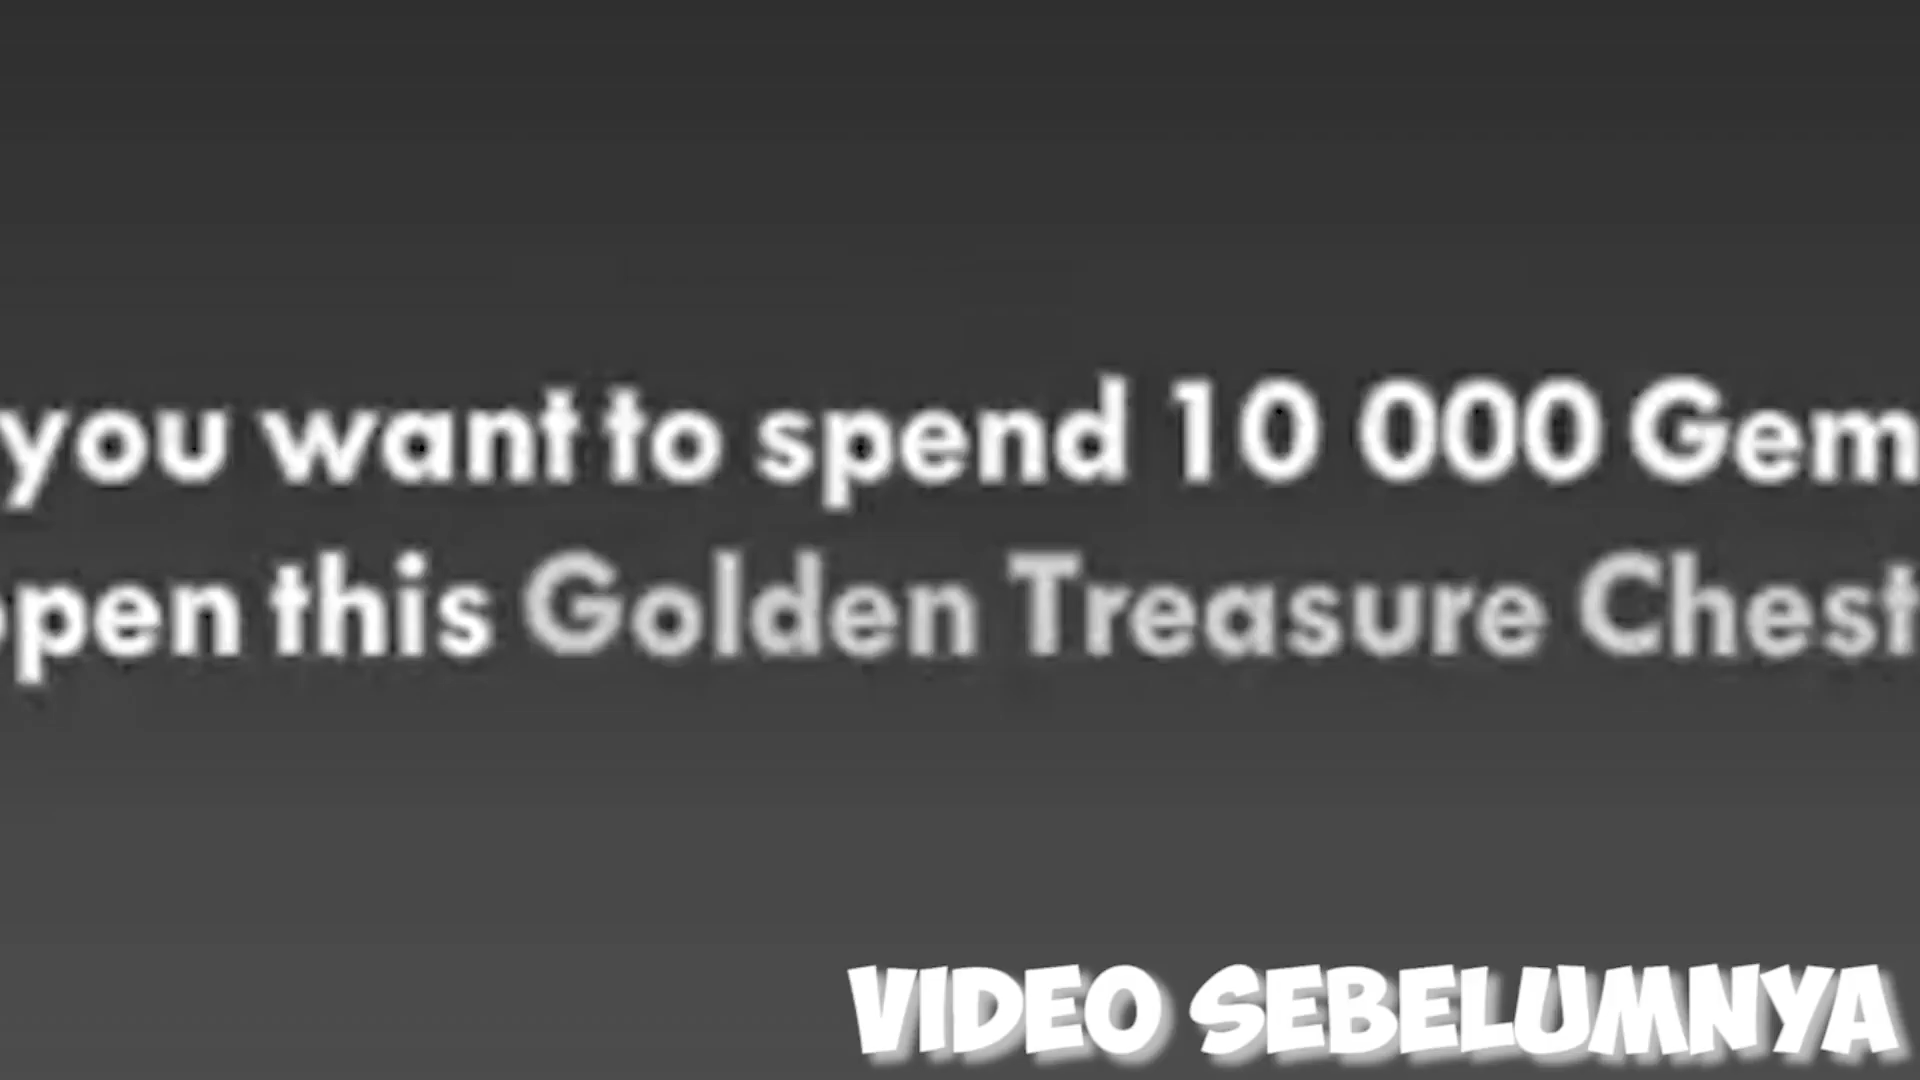 you want to spend 10 000 Gem
pen this Golden Treasure Chest
VIDEO SEBELUMNYA